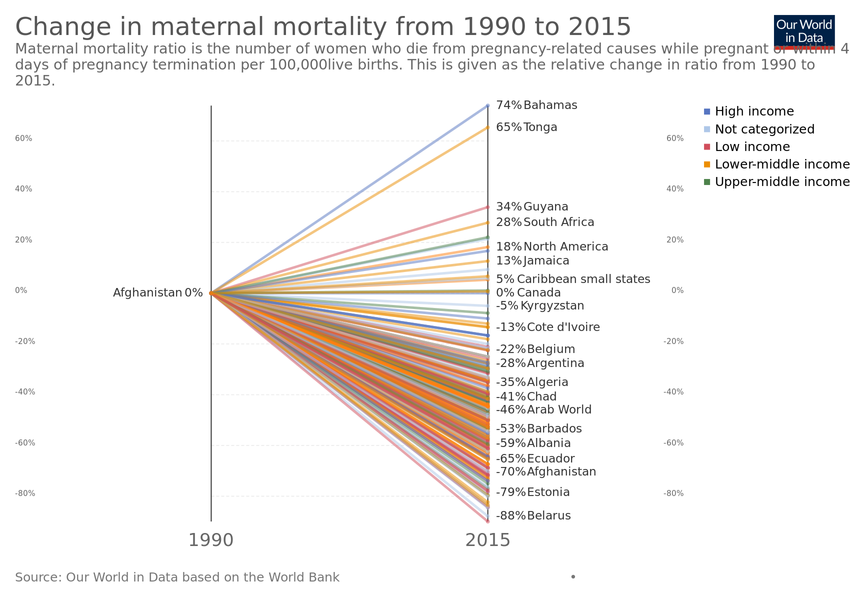 Change in maternal mortality from 1990 to 2015
Our World
in Data
Maternal mortality ratio is the number of women who die from pregnancy-related causes while pregnant or within 4
days of pregnancy termination per 100,000live births. This is given as the relative change in ratio from 1990 to
2015.
High income
Not categorized
Low income
Lower-middle income
Upper-middle income
60%
40%
20%
0%
-20%
-40%
-60%
-80%
Afghanistan 0%
74% Bahamas
65% Tonga
34% Guyana
28% South Africa
18% North America
13% Jamaica
5% Caribbean small states
0% Canada
-5% Kyrgyzstan
-13% Cote d'Ivoire
-22% Belgium
-28% Argentina
-35% Algeria
-41% Chad
-46% Arab World
-53% Barbados
-59% Albania
-65% Ecuador
-70% Afghanistan
-79% Estonia
-88% Belarus
60%
40%
20%
0%
-20%
-40%
-60%
-80%
1990
2015
Source: Our World in Data based on the World Bank
•